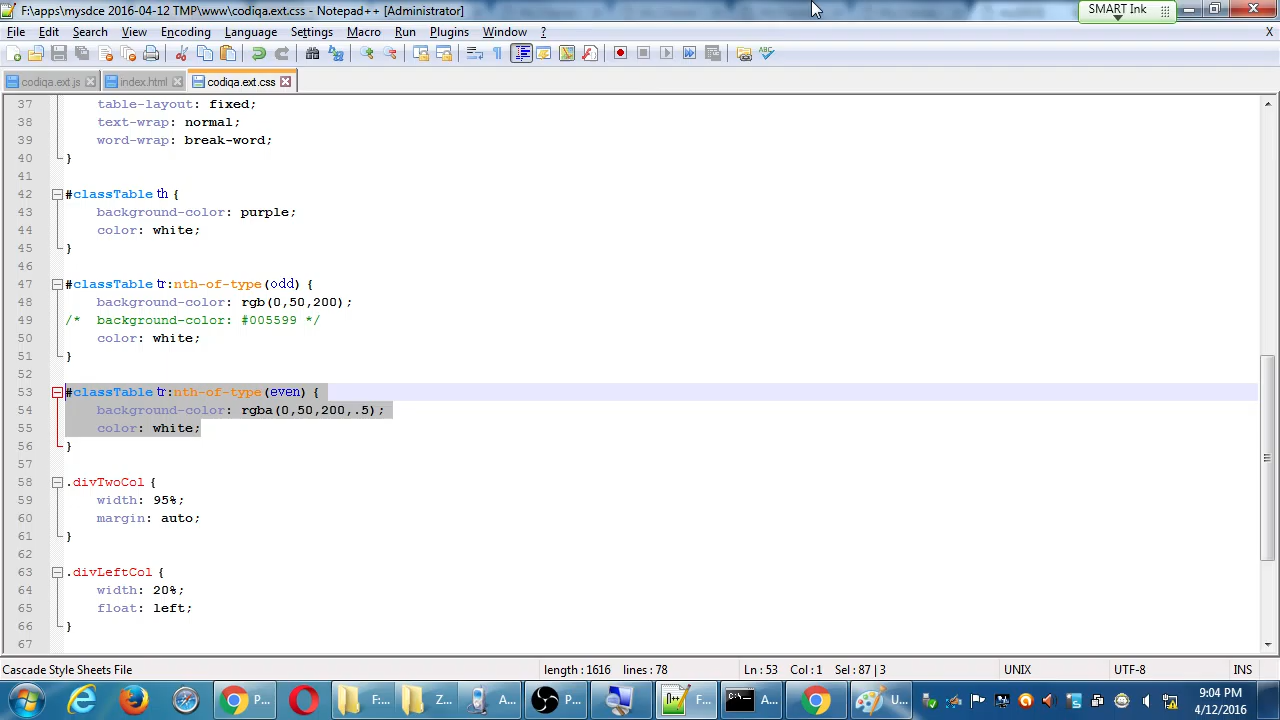 F:\apps\mysdce 2016-04-12 TMP\www\codiqa.ext.css - Notepad++ [Administrator]
SMART Ink
File Edit Search View Encoding Language Settings Macro Run Plugins Window ? X
codiqa.ext.js index.html codiqa.ext.css
37 table-layout: fixed;
38 text-wrap: normal;
39 word-wrap: break-word;
40 }
41
42 #classTable th {
43 background-color: purple;
44 color: white;
45 }
46
47 #classTable tr:nth-of-type(odd) {
48 background-color: rgb(0,50,200);
49 /* background-color: #005599 */
50 color: white;
51 }
52
53 #classTable tr:nth-of-type(even) {
54 background-color: rgba(0,50,200,.5);
55 color: white;
56 }
57
58 .divTwoCol {
59 width: 95%;
60 margin: auto;
61 }
62
63 .divLeftCol {
64 width: 20%;
65 float: left;
66 }
67
Cascade Style Sheets File length : 1616 lines : 78 Ln : 53 Col : 1 Sel : 87 | 3 UNIX UTF-8 INS
P... F:... Z... A... P... F... A... U... 9:04 PM
4/12/2016